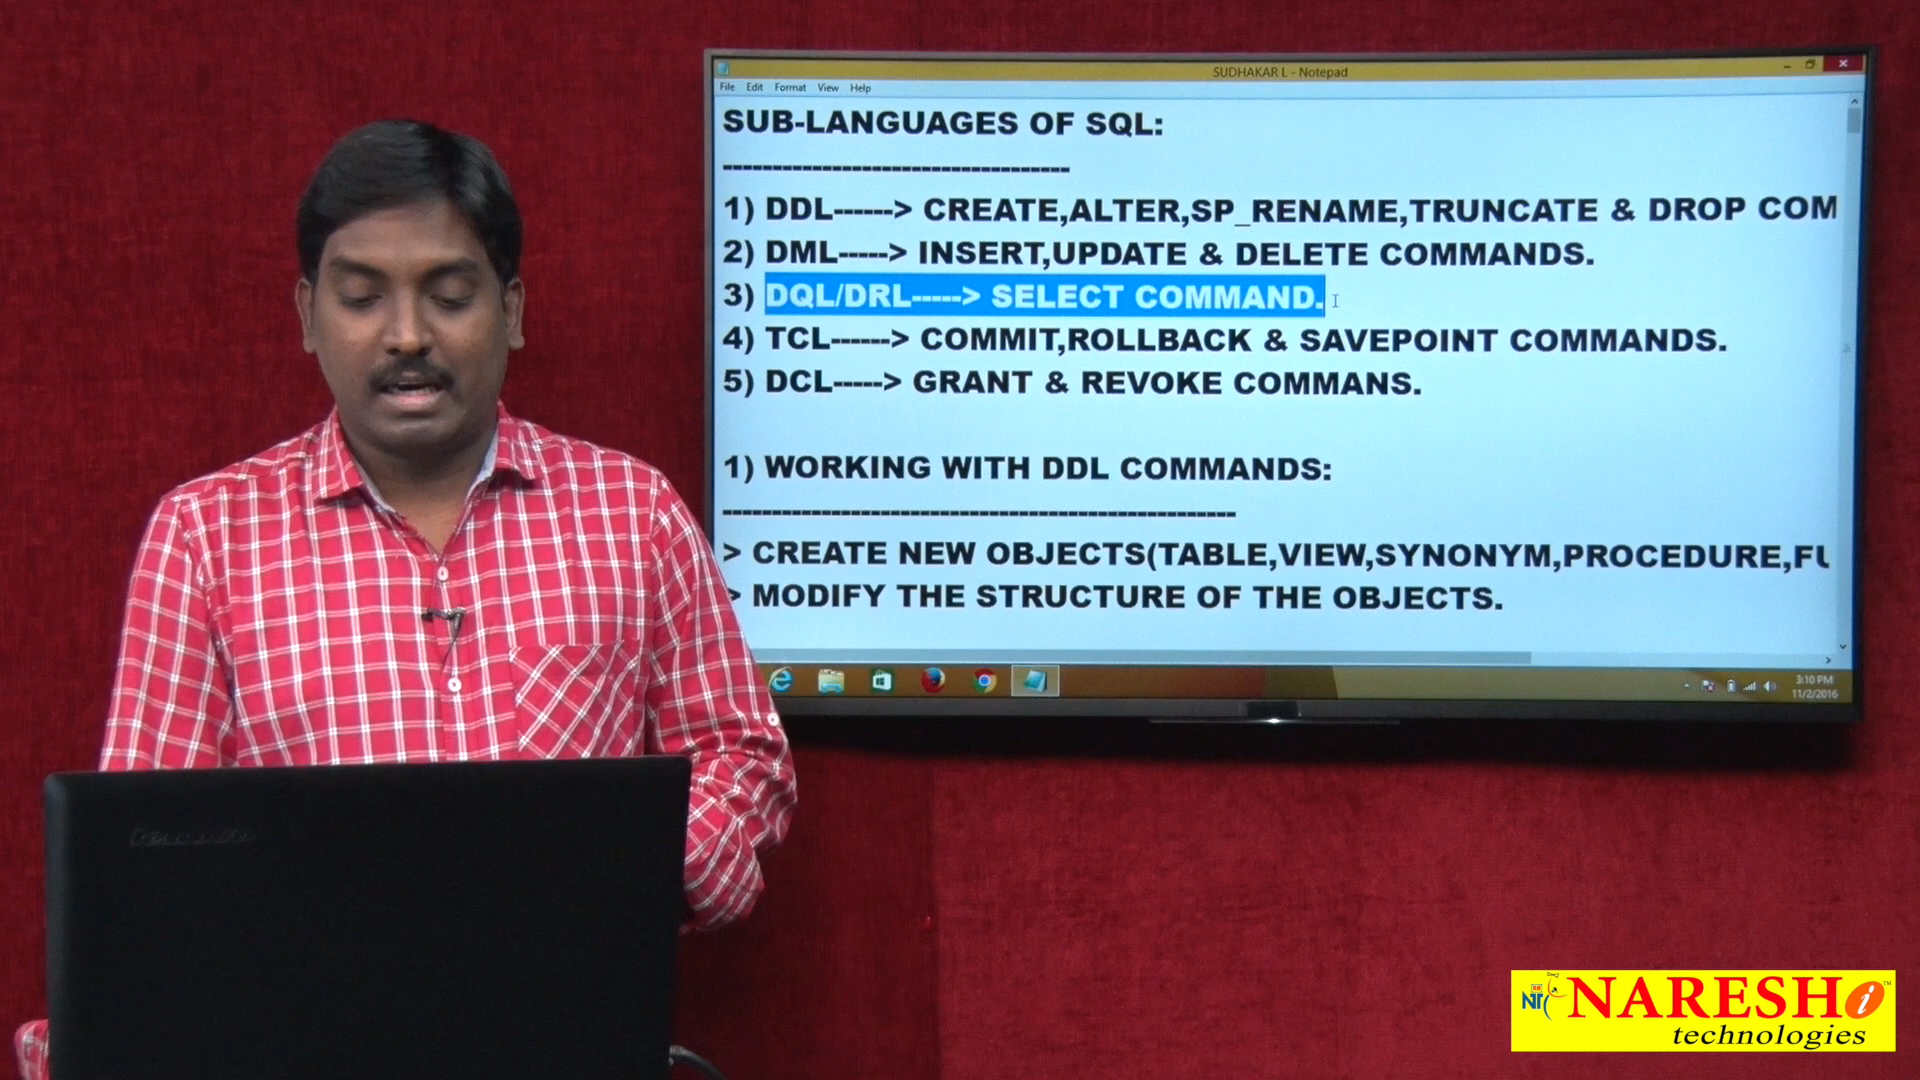 SUDHAKAR L - Notepad
File Edit Format View Help
SUB-LANGUAGES OF SQL:
-----------------------------------
1) DDL------> CREATE,ALTER,SP_RENAME,TRUNCATE & DROP COM
2) DML-----> INSERT,UPDATE & DELETE COMMANDS.
3) DQL/DRL-----> SELECT COMMAND.
4) TCL------> COMMIT,ROLLBACK & SAVEPOINT COMMANDS.
5) DCL-----> GRANT & REVOKE COMMANS.
1) WORKING WITH DDL COMMANDS:
----------------------------------------------------
> CREATE NEW OBJECTS(TABLE,VIEW,SYNONYM,PROCEDURE,FU
> MODIFY THE STRUCTURE OF THE OBJECTS.
3:10 PM
11/2/2016
NARESH i
technologies